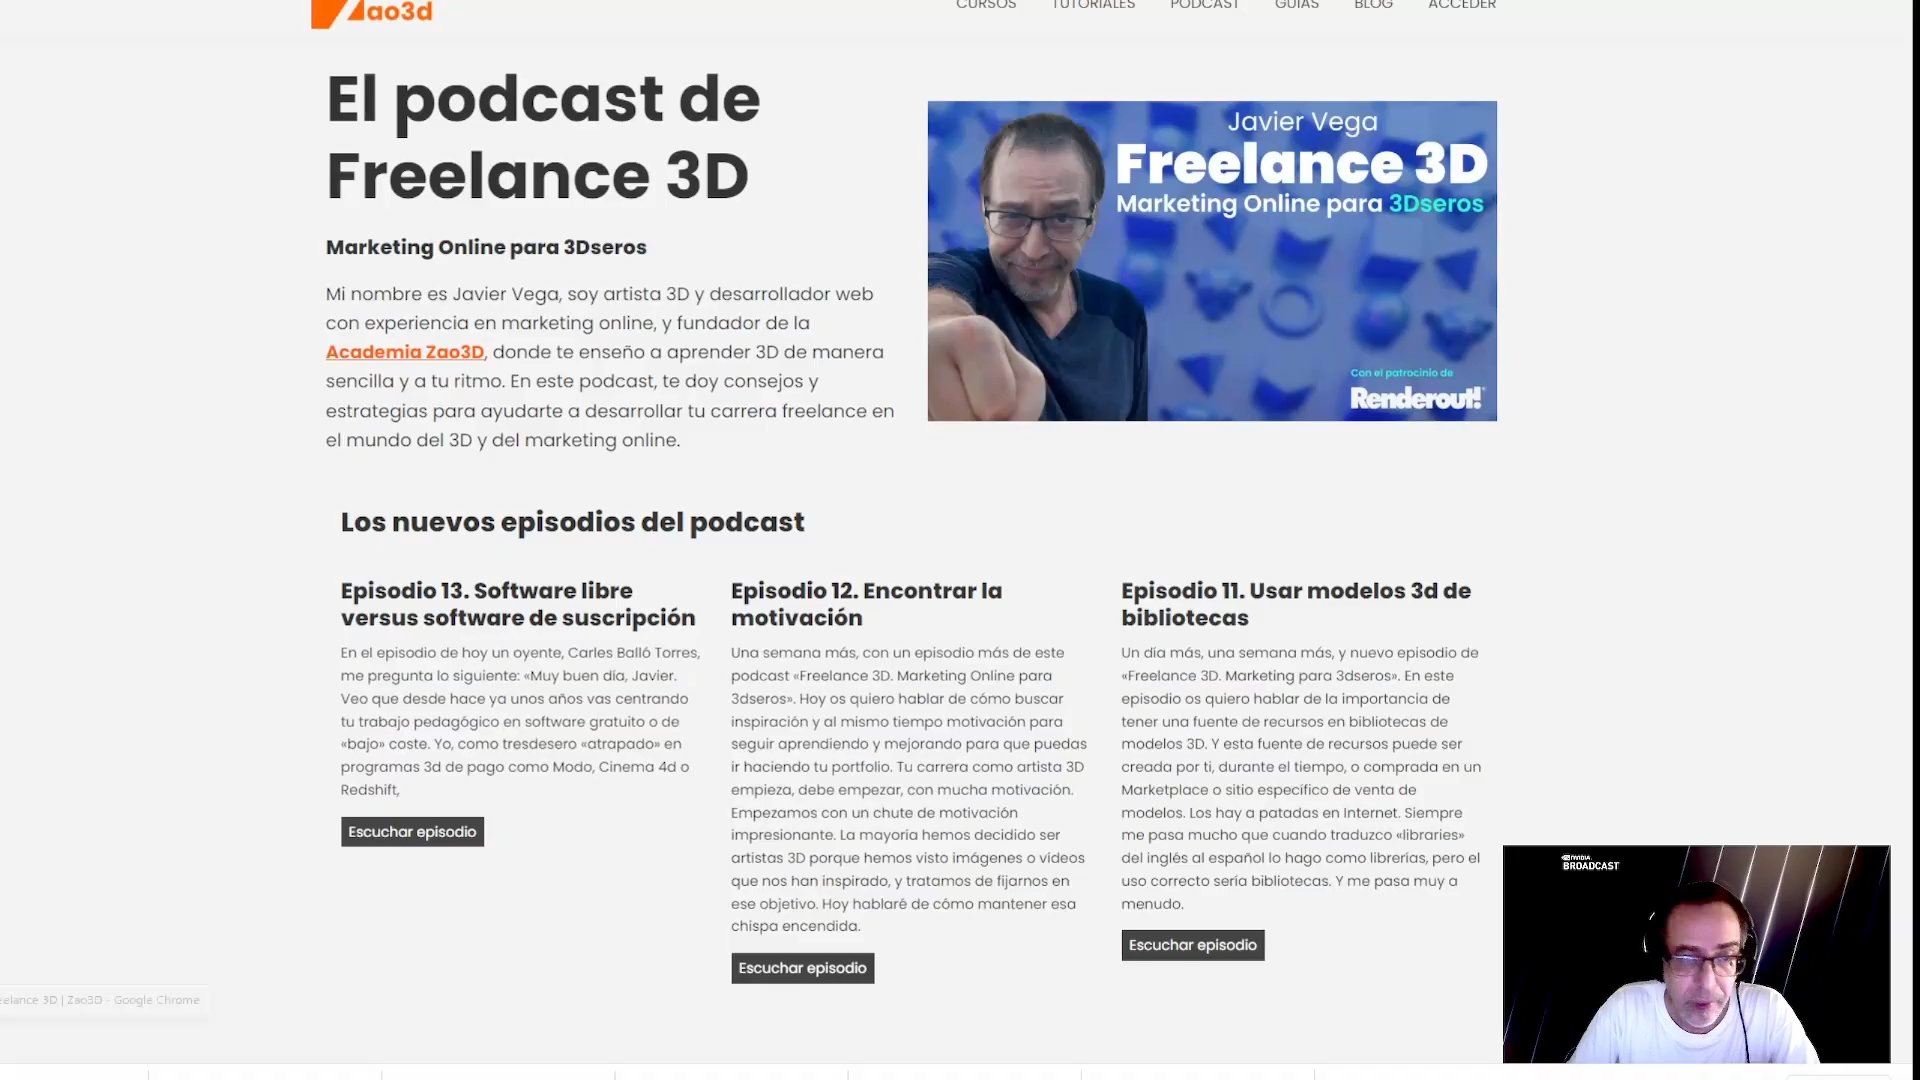 Zao3d
CURSOS TUTORIALES PODCAST GUÍAS BLOG ACCEDER
El podcast de
Freelance 3D
Marketing Online para 3Dseros
Mi nombre es Javier Vega, soy artista 3D y desarrollador web
con experiencia en marketing online, y fundador de la
Academia Zao3D, donde te enseño a aprender 3D de manera
sencilla y a tu ritmo. En este podcast, te doy consejos y
estrategias para ayudarte a desarrollar tu carrera freelance en
el mundo del 3D y del marketing online.
Javier Vega
Freelance 3D
Marketing Online para 3Dseros
Con el patrocinio de
Renderout!
Los nuevos episodios del podcast
Episodio 13. Software libre
versus software de suscripción
En el episodio de hoy un oyente, Carles Balló Torres,
me pregunta lo siguiente: «Muy buen día, Javier.
Veo que desde hace ya unos años vas centrando
tu trabajo pedagógico en software gratuito o de
«bajo» coste. Yo, como tresdesero «atrapado» en
programas 3d de pago como Modo, Cinema 4d o
Redshift,
Escuchar episodio
Episodio 12. Encontrar la
motivación
Una semana más, con un episodio más de este
podcast «Freelance 3D. Marketing Online para
3dseros». Hoy os quiero hablar de cómo buscar
inspiración y al mismo tiempo motivación para
seguir aprendiendo y mejorando para que puedas
ir haciendo tu portfolio. Tu carrera como artista 3D
empieza, debe empezar, con mucha motivación.
Empezamos con un chute de motivación
impresionante. La mayoría hemos decidido ser
artistas 3D porque hemos visto imágenes o vídeos
que nos han inspirado, y tratamos de fijarnos en
ese objetivo. Hoy hablaré de cómo mantener esa
chispa encendida.
Escuchar episodio
Episodio 11. Usar modelos 3d de
bibliotecas
Un día más, una semana más, y nuevo episodio de
«Freelance 3D. Marketing para 3dseros». En este
episodio os quiero hablar de la importancia de
tener una fuente de recursos en bibliotecas de
modelos 3D. Y esta fuente de recursos puede ser
creada por ti, durante el tiempo, o comprada en un
Marketplace o sitio específico de venta de
modelos. Los hay a patadas en Internet. Siempre
me pasa mucho que cuando traduzco «libraries»
del inglés al español lo hago como librerías, pero el
uso correcto sería bibliotecas. Y me pasa muy a
menudo.
Escuchar episodio
NVIDIA
BROADCAST
eelance 3D | Zao3D - Google Chrome